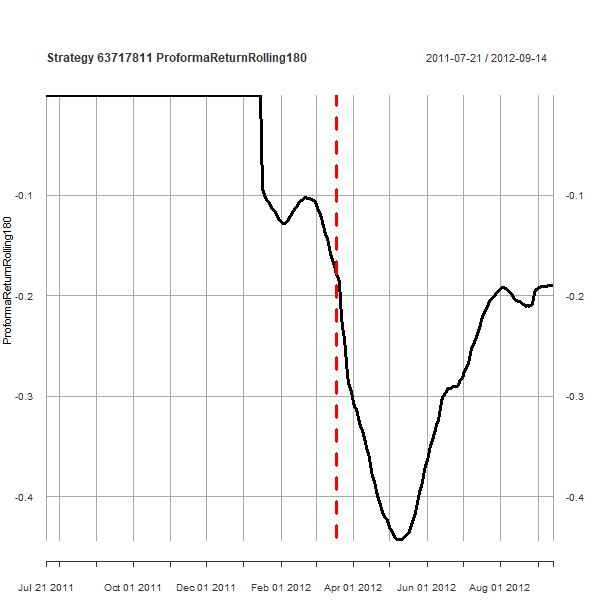 Strategy 63717811 ProformaReturnRolling180
2011-07-21 / 2012-09-14
ProformaReturnRolling180
-0.1 -0.1
-0.2 -0.2
-0.3 -0.3
-0.4 -0.4
Jul 21 2011 Oct 01 2011 Dec 01 2011 Feb 01 2012 Apr 01 2012 Jun 01 2012 Aug 01 2012